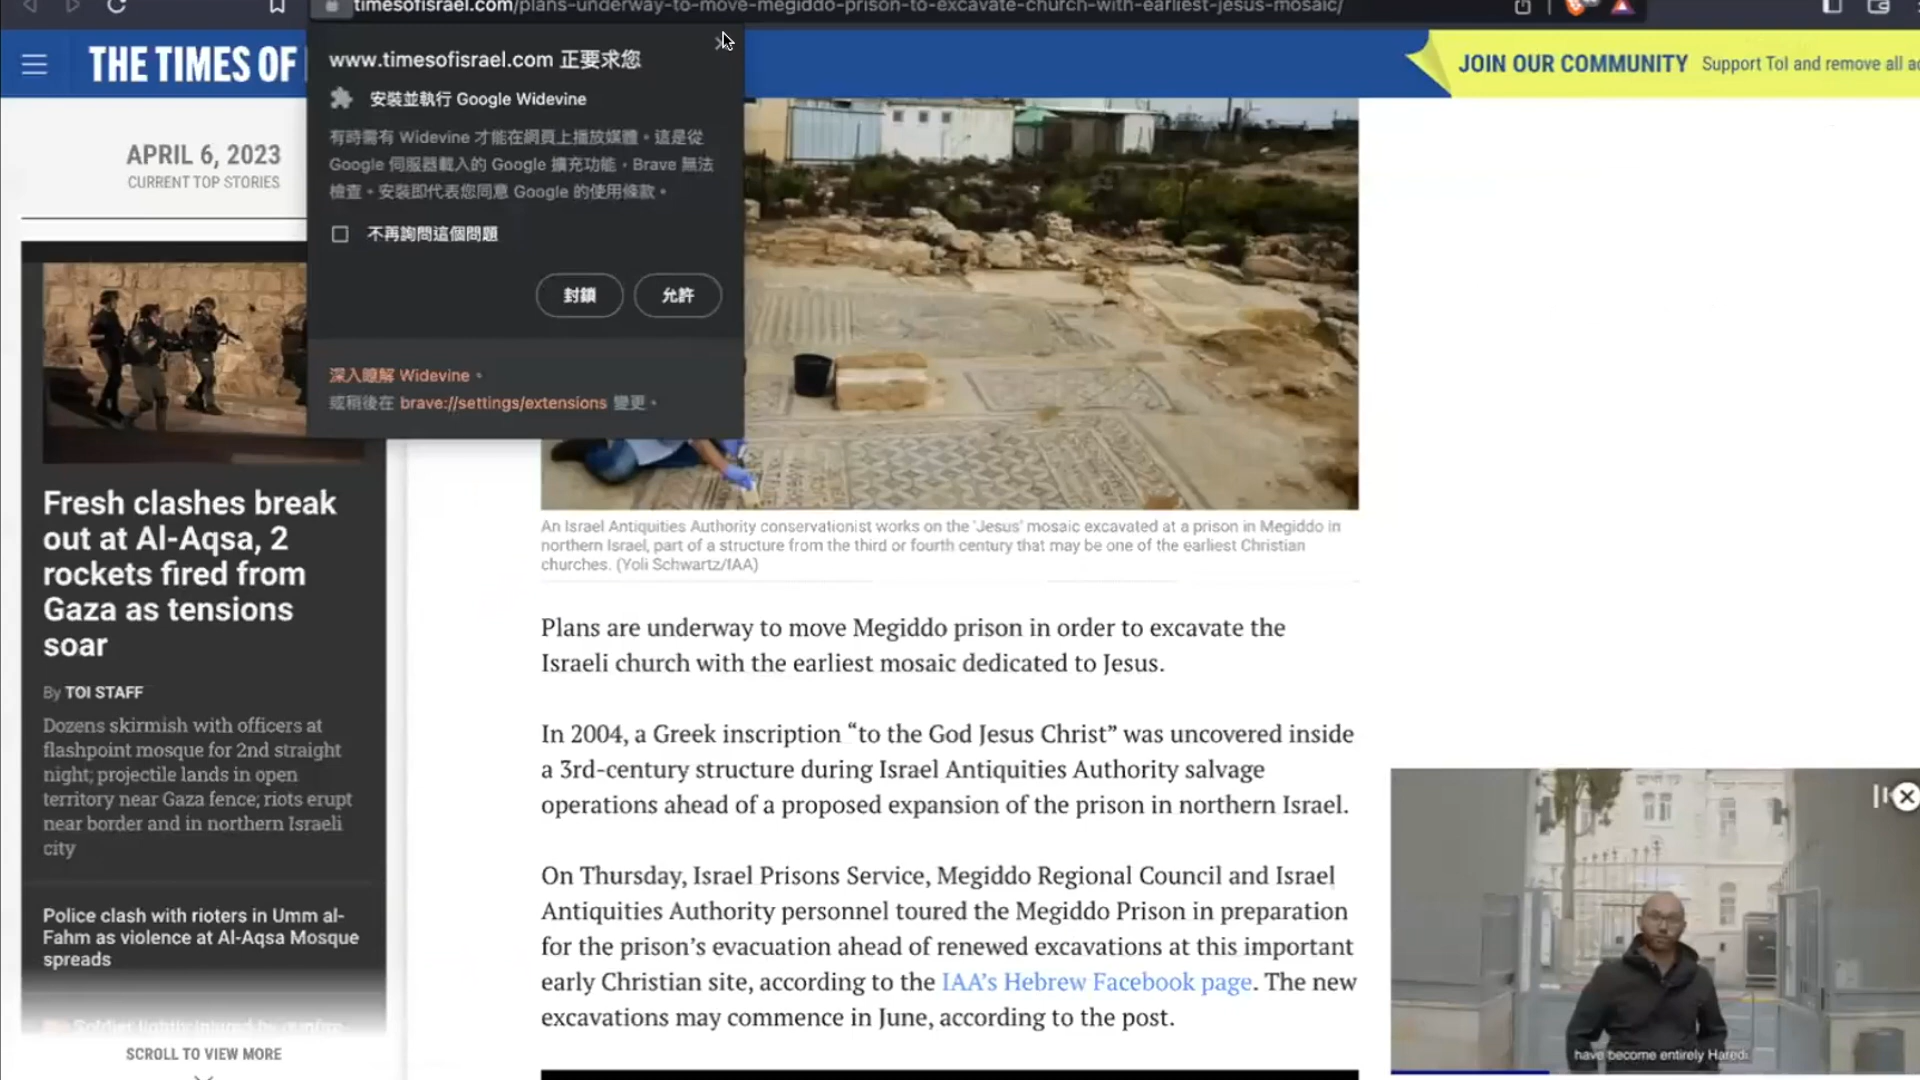 timesofisrael.com/plans-underway-to-move-megiddo-prison-to-excavate-church-with-earliest-jesus-mosaic/
THE TIMES OF
JOIN OUR COMMUNITY Support ToI and remove all
www.timesofisrael.com 正要求您
安裝並執行 Google Widevine
有時需有 Widevine 才能在網頁上播放媒體。這是從
Google 伺服器載入的 Google 擴充功能,Brave 無法
檢查。安裝即代表您同意 Google 的使用條款。
不再詢問這個問題
封鎖
允許
深入瞭解 Widevine。
或稍後在 brave://settings/extensions 變更。
APRIL 6, 2023
CURRENT TOP STORIES
Fresh clashes break
out at Al-Aqsa, 2
rockets fired from
Gaza as tensions
soar
By TOI STAFF
Dozens skirmish with officers at
flashpoint mosque for 2nd straight
night; projectile lands in open
territory near Gaza fence; riots erupt
near border and in northern Israeli
city
Police clash with rioters in Umm al-
Fahm as violence at Al-Aqsa Mosque
spreads
SCROLL TO VIEW MORE
An Israel Antiquities Authority conservationist works on the 'Jesus' mosaic excavated at a prison in Megiddo in
northern Israel, part of a structure from the third or fourth century that may be one of the earliest Christian
churches. (Yoli Schwartz/IAA)
Plans are underway to move Megiddo prison in order to excavate the
Israeli church with the earliest mosaic dedicated to Jesus.
In 2004, a Greek inscription “to the God Jesus Christ” was uncovered inside
a 3rd-century structure during Israel Antiquities Authority salvage
operations ahead of a proposed expansion of the prison in northern Israel.
On Thursday, Israel Prisons Service, Megiddo Regional Council and Israel
Antiquities Authority personnel toured the Megiddo Prison in preparation
for the prison’s evacuation ahead of renewed excavations at this important
early Christian site, according to the IAA’s Hebrew Facebook page. The new
excavations may commence in June, according to the post.
have become entirely Haredi